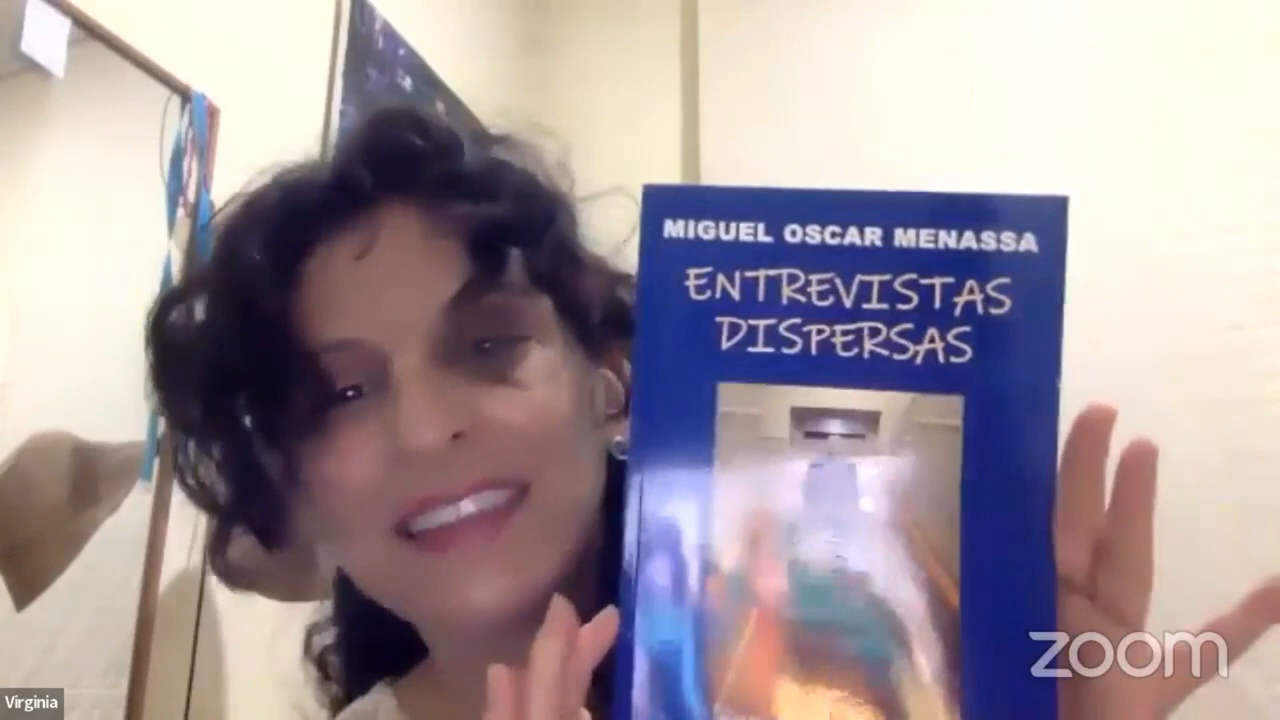 MIGUEL OSCAR MENASSA
ENTREVISTAS
DISPERSAS
zoom
Virginia